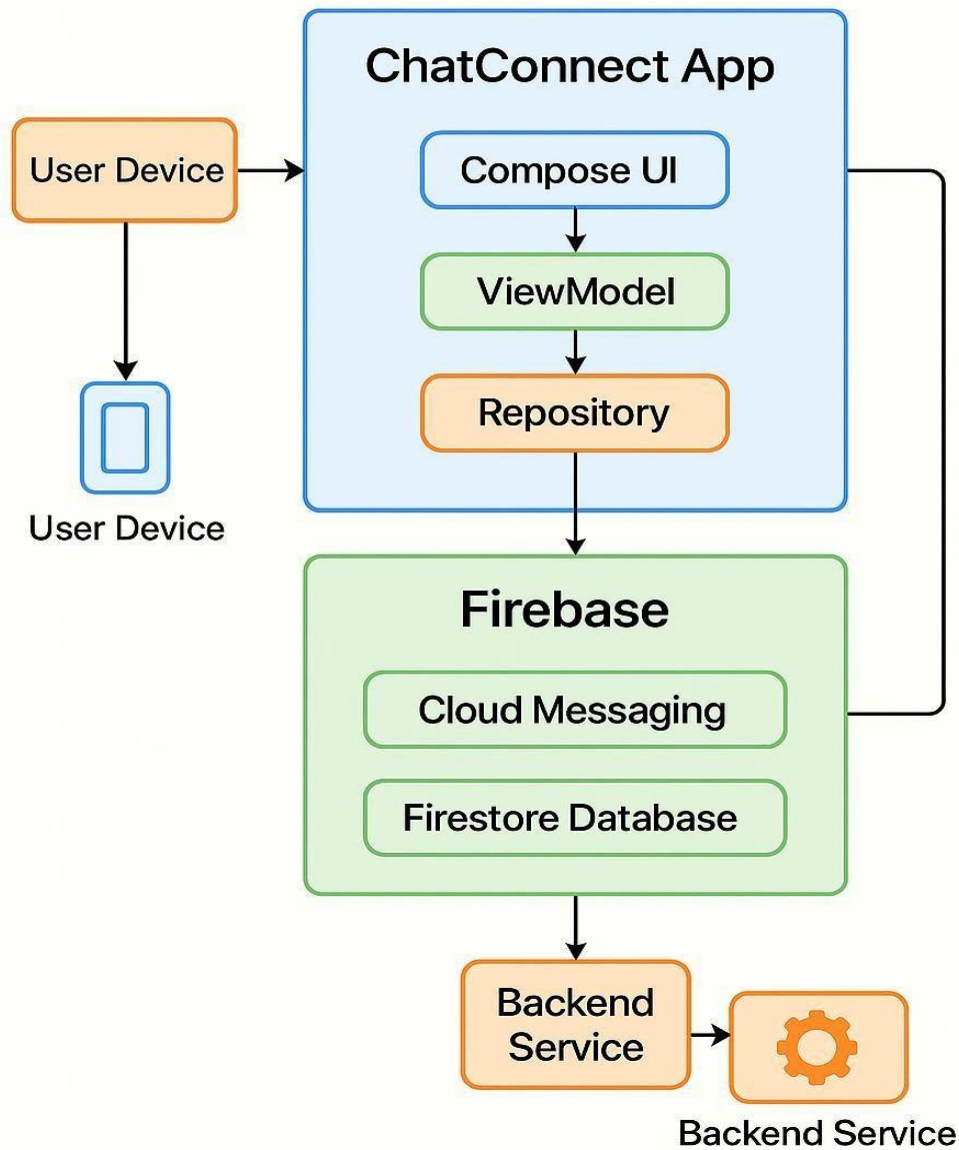 ChatConnect App
User Device
Compose UI
ViewModel
Repository
User Device
Firebase
Cloud Messaging
Firestore Database
Backend
Service
Backend Service